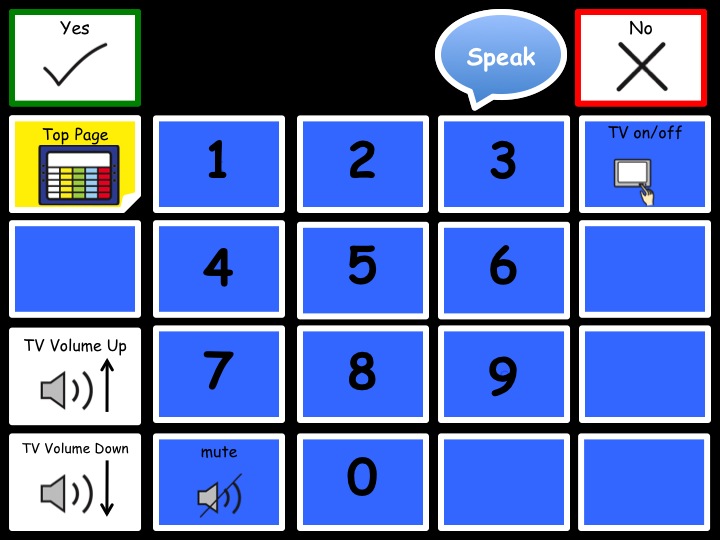 Yes
Speak
No
Top Page
1
2
3
TV on/off
4
5
6
TV Volume Up
7
8
9
TV Volume Down
mute
0